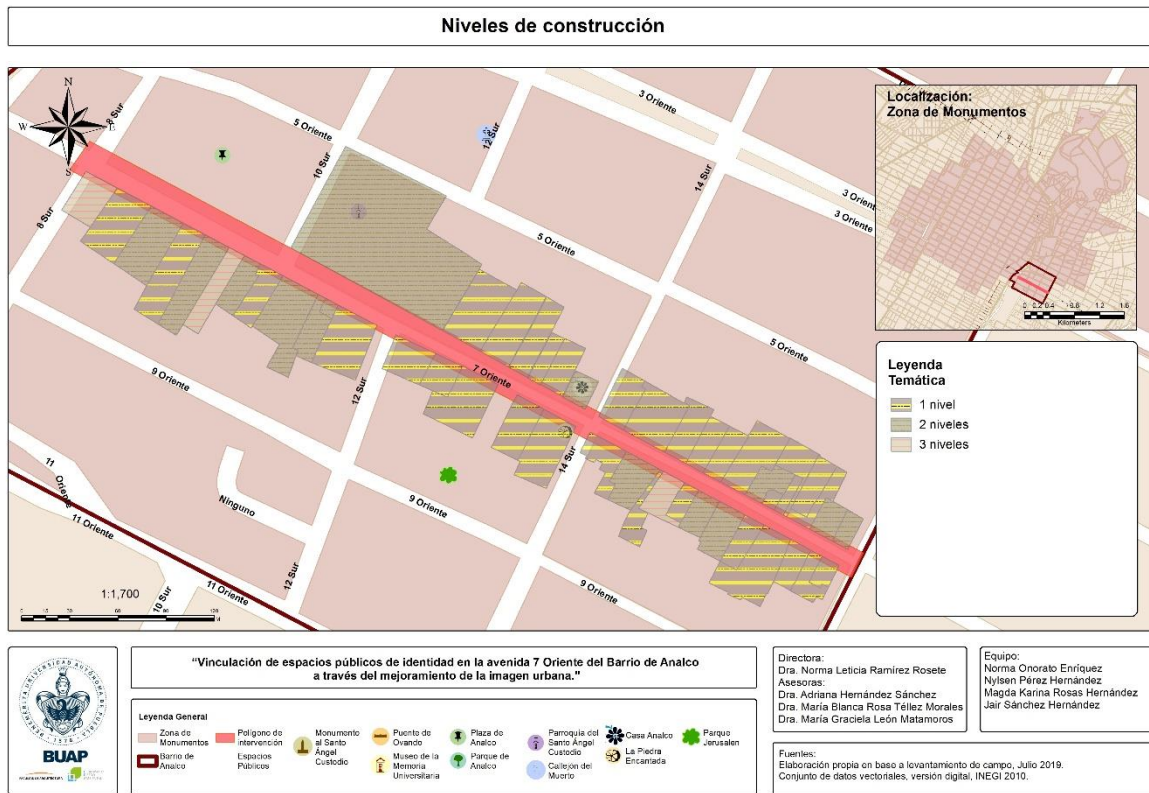 Niveles de construcción
N
W
E
S
8 Sur
8 Sur
5 Oriente
10 Sur
12 Sur
3 Oriente
14 Sur
3 Oriente
3 Oriente
5 Oriente
5 Oriente
7 Oriente
9 Oriente
12 Sur
14 Sur
9 Oriente
9 Oriente
11 Oriente
11 Oriente
Ninguno
12 Sur
11 Oriente
10 Sur
1:1,700
Localización:
Zona de Monumentos
Kilometers
Leyenda
Temática
1 nivel
2 niveles
3 niveles
BENEMÉRITA UNIVERSIDAD AUTÓNOMA DE PUEBLA
BUAP
"Vinculación de espacios públicos de identidad en la avenida 7 Oriente del Barrio de Analco
a través del mejoramiento de la imagen urbana."
Leyenda General
Zona de Monumentos
Barrio de Analco
Polígono de intervención
Espacios Públicos
Monumento al Santo Ángel Custodio
Puente de Ovando
Museo de la Memoria Universitaria
Plaza de Analco
Parque de Analco
Parroquia del Santo Ángel Custodio
Callejón del Muerto
Casa Analco
La Piedra Encantada
Parque Jerusalen
Directora:
Dra. Norma Leticia Ramírez Rosete
Asesoras:
Dra. Adriana Hernández Sánchez
Dra. María Blanca Rosa Téllez Morales
Dra. María Graciela León Matamoros
Equipo:
Norma Onorato Enríquez
Nylsen Pérez Hernández
Magda Karina Rosas Hernández
Jair Sánchez Hernández
Fuentes:
Elaboración propia en base a levantamiento de campo, Julio 2019.
Conjunto de datos vectoriales, versión digital, INEGI 2010.